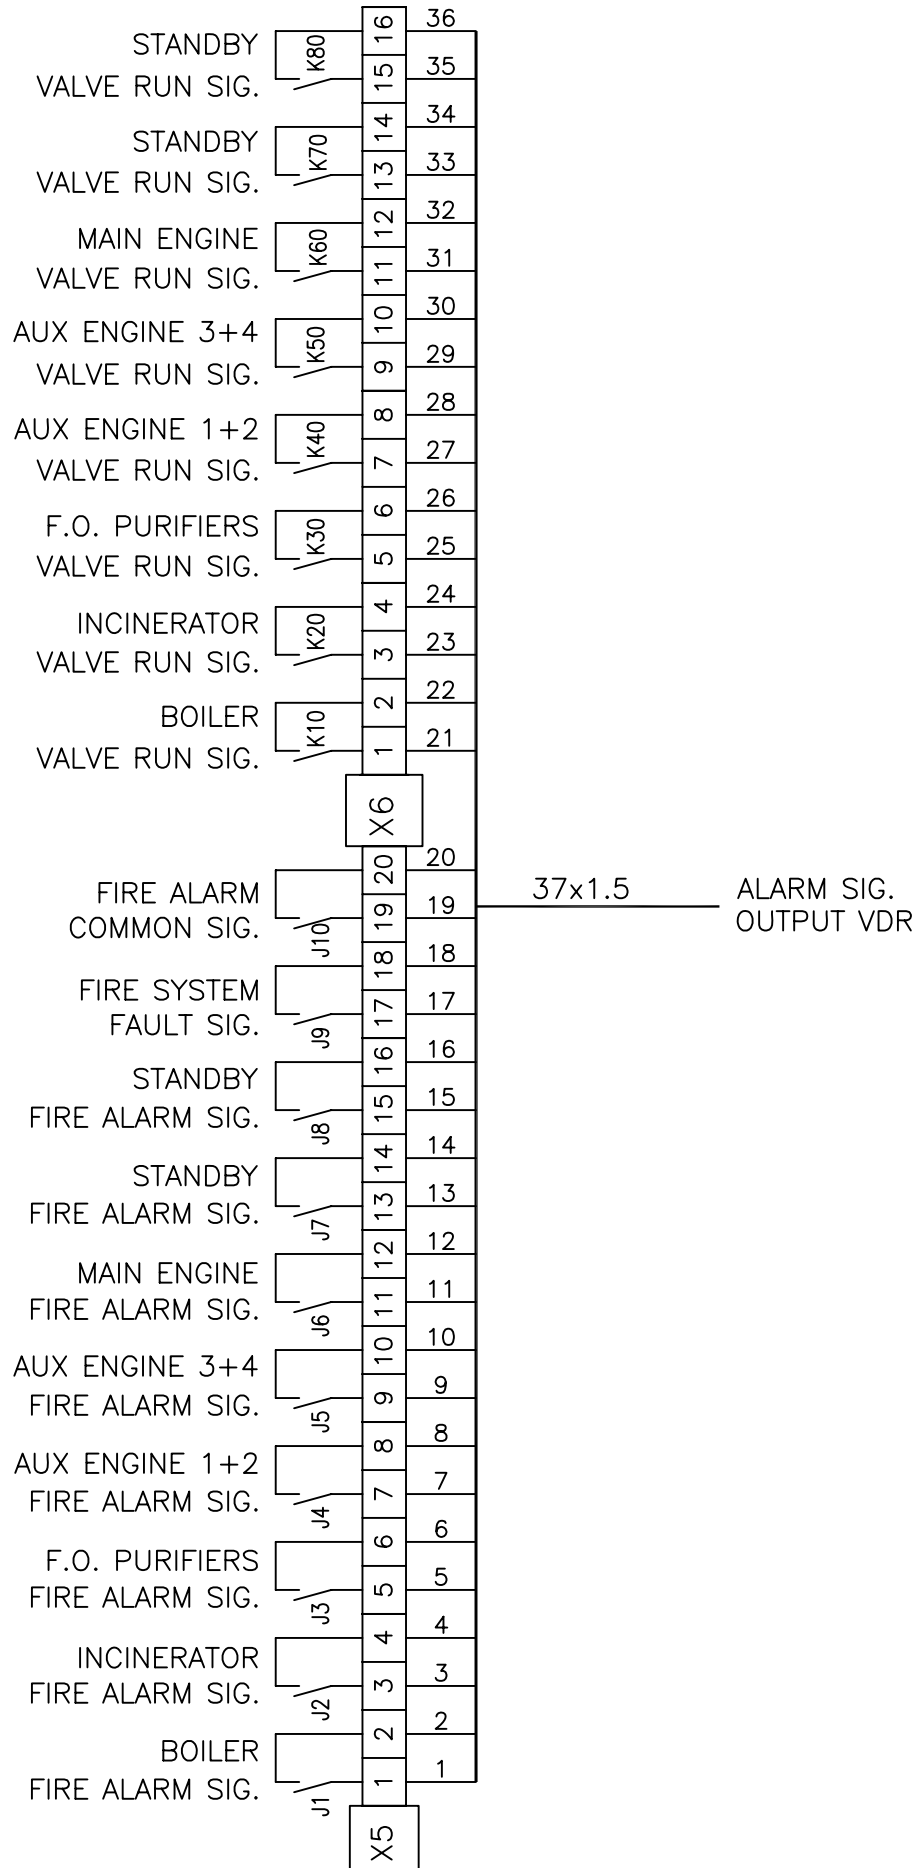 16 36
STANDBY K80
VALVE RUN SIG. 15 35
14 34
STANDBY K70
VALVE RUN SIG. 13 33
12 32
MAIN ENGINE K60
VALVE RUN SIG. 11 31
10 30
AUX ENGINE 3+4 K50
VALVE RUN SIG. 9 29
8 28
AUX ENGINE 1+2 K40
VALVE RUN SIG. 7 27
6 26
F.O. PURIFIERS K30
VALVE RUN SIG. 5 25
4 24
INCINERATOR K20
VALVE RUN SIG. 3 23
2 22
BOILER K10
VALVE RUN SIG. 1 21
X6
20 20
FIRE ALARM 37x1.5 ALARM SIG.
COMMON SIG. J10 19 19 OUTPUT VDR
18 18
FIRE SYSTEM
FAULT SIG. J9 17 17
16 16
STANDBY
FIRE ALARM SIG. J8 15 15
14 14
STANDBY
FIRE ALARM SIG. J7 13 13
12 12
MAIN ENGINE
FIRE ALARM SIG. J6 11 11
10 10
AUX ENGINE 3+4
FIRE ALARM SIG. J5 9 9
8 8
AUX ENGINE 1+2
FIRE ALARM SIG. J4 7 7
6 6
F.O. PURIFIERS
FIRE ALARM SIG. J3 5 5
4 4
INCINERATOR
FIRE ALARM SIG. J2 3 3
2 2
BOILER
FIRE ALARM SIG. J1 1 1
X5